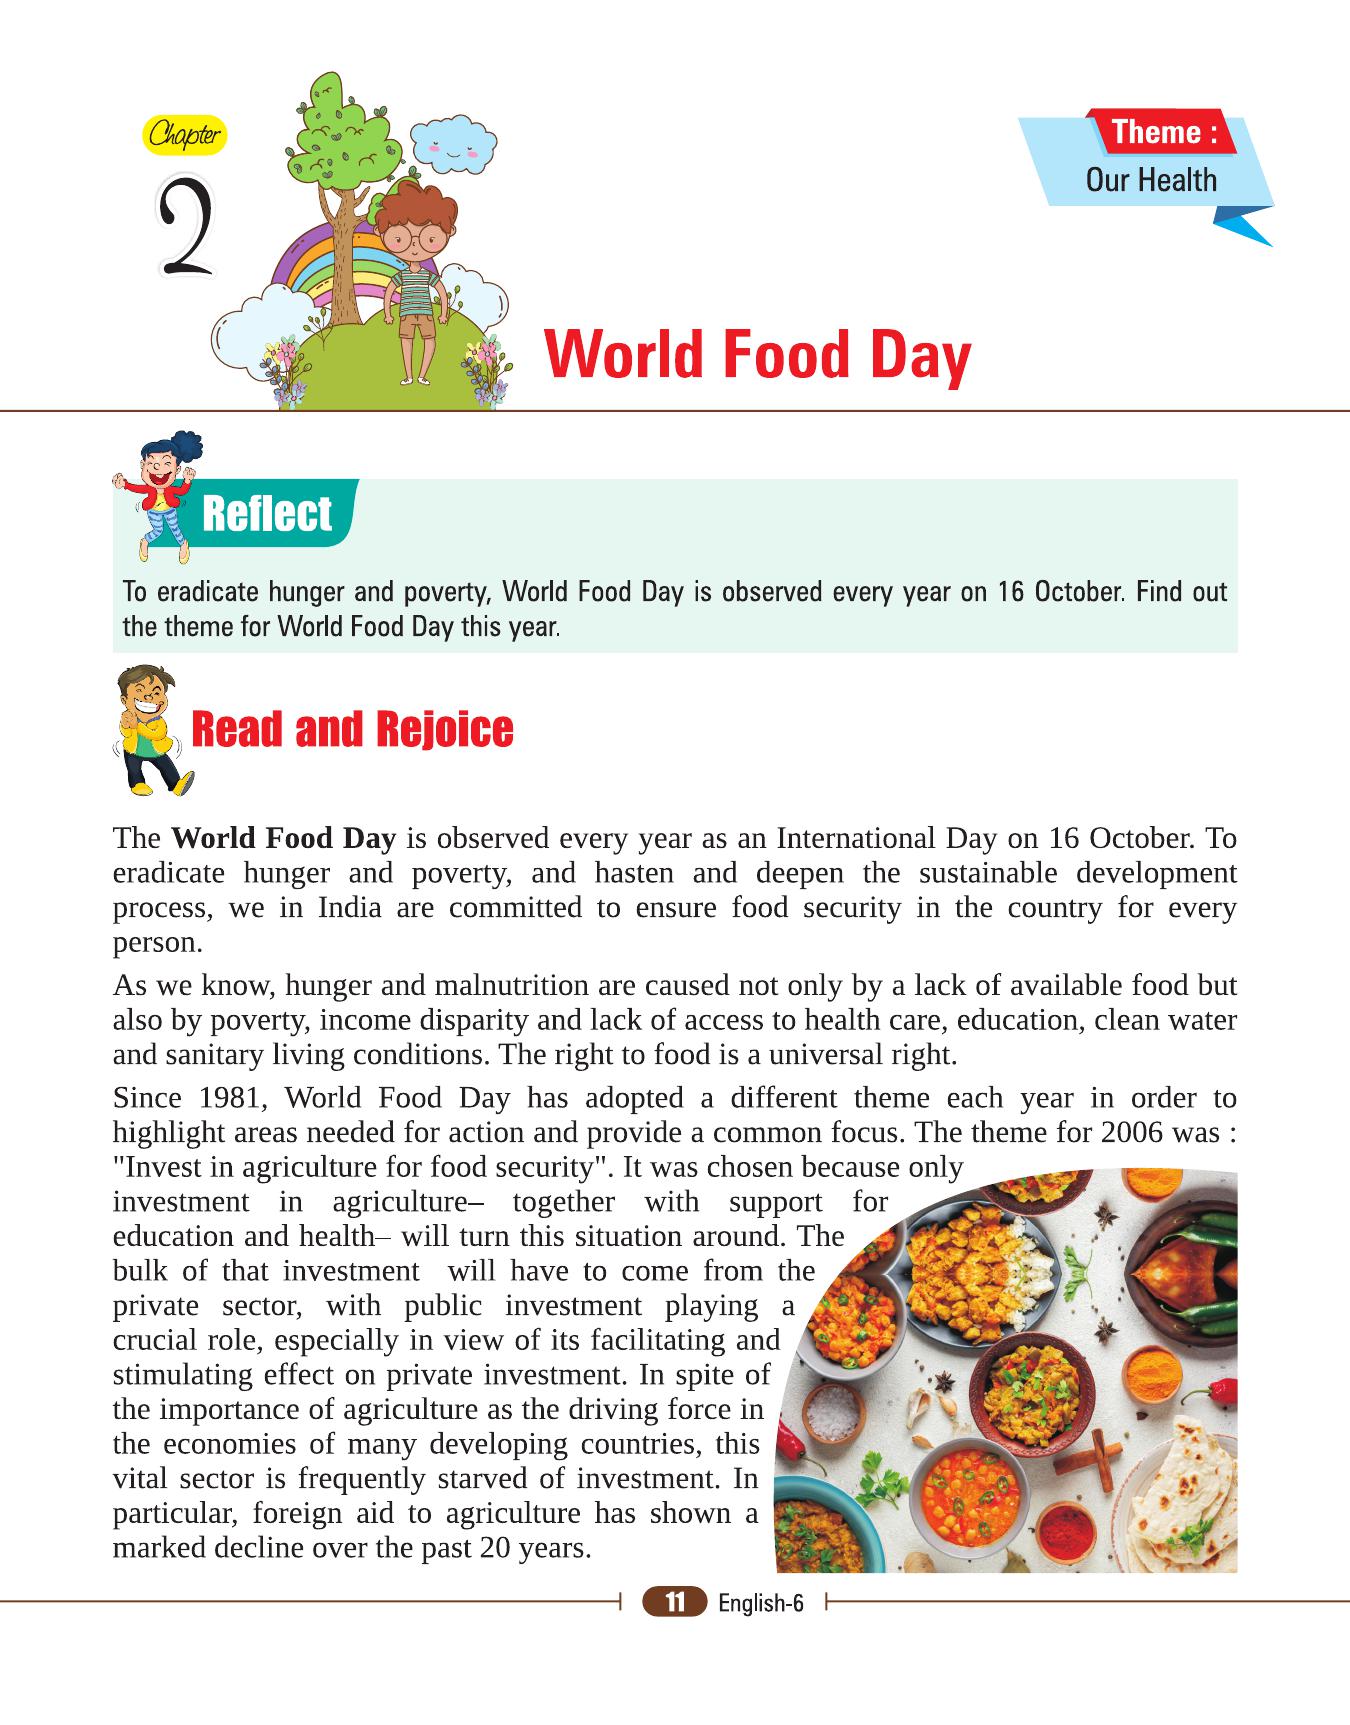 Chapter
2
Theme :
Our Health
World Food Day
Reflect
To eradicate hunger and poverty, World Food Day is observed every year on 16 October. Find out
the theme for World Food Day this year.
Read and Rejoice
The World Food Day is observed every year as an International Day on 16 October. To
eradicate hunger and poverty, and hasten and deepen the sustainable development
process, we in India are committed to ensure food security in the country for every
person.
As we know, hunger and malnutrition are caused not only by a lack of available food but
also by poverty, income disparity and lack of access to health care, education, clean water
and sanitary living conditions. The right to food is a universal right.
Since 1981, World Food Day has adopted a different theme each year in order to
highlight areas needed for action and provide a common focus. The theme for 2006 was :
"Invest in agriculture for food security". It was chosen because only
investment in agriculture– together with support for
education and health– will turn this situation around. The
bulk of that investment will have to come from the
private sector, with public investment playing a
crucial role, especially in view of its facilitating and
stimulating effect on private investment. In spite of
the importance of agriculture as the driving force in
the economies of many developing countries, this
vital sector is frequently starved of investment. In
particular, foreign aid to agriculture has shown a
marked decline over the past 20 years.
11 English-6